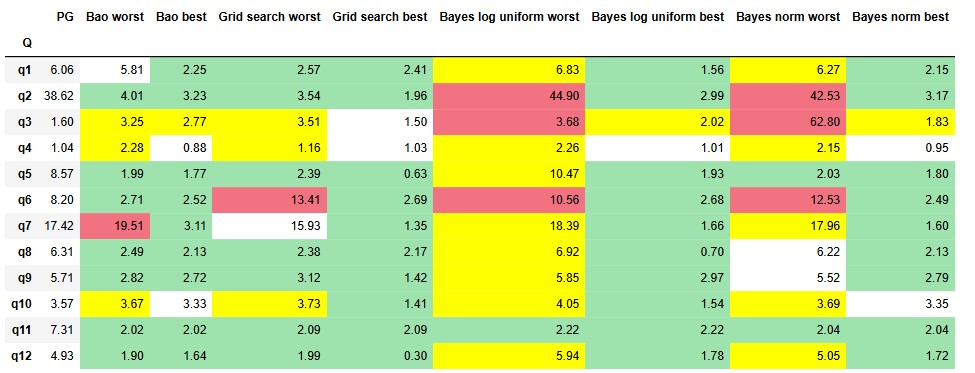 PG Bao worst Bao best Grid search worst Grid search best Bayes log uniform worst Bayes log uniform best Bayes norm worst Bayes norm best
Q
q1 6.06 5.81 2.25 2.57 2.41 6.83 1.56 6.27 2.15
q2 38.62 4.01 3.23 3.54 1.96 44.90 2.99 42.53 3.17
q3 1.60 3.25 2.77 3.51 1.50 3.68 2.02 62.80 1.83
q4 1.04 2.28 0.88 1.16 1.03 2.26 1.01 2.15 0.95
q5 8.57 1.99 1.77 2.39 0.63 10.47 1.93 2.03 1.80
q6 8.20 2.71 2.52 13.41 2.69 10.56 2.68 12.53 2.49
q7 17.42 19.51 3.11 15.93 1.35 18.39 1.66 17.96 1.60
q8 6.31 2.49 2.13 2.38 2.17 6.92 0.70 6.22 2.13
q9 5.71 2.82 2.72 3.12 1.42 5.85 2.97 5.52 2.79
q10 3.57 3.67 3.33 3.73 1.41 4.05 1.54 3.69 3.35
q11 7.31 2.02 2.02 2.09 2.09 2.22 2.22 2.04 2.04
q12 4.93 1.90 1.64 1.99 0.30 5.94 1.78 5.05 1.72